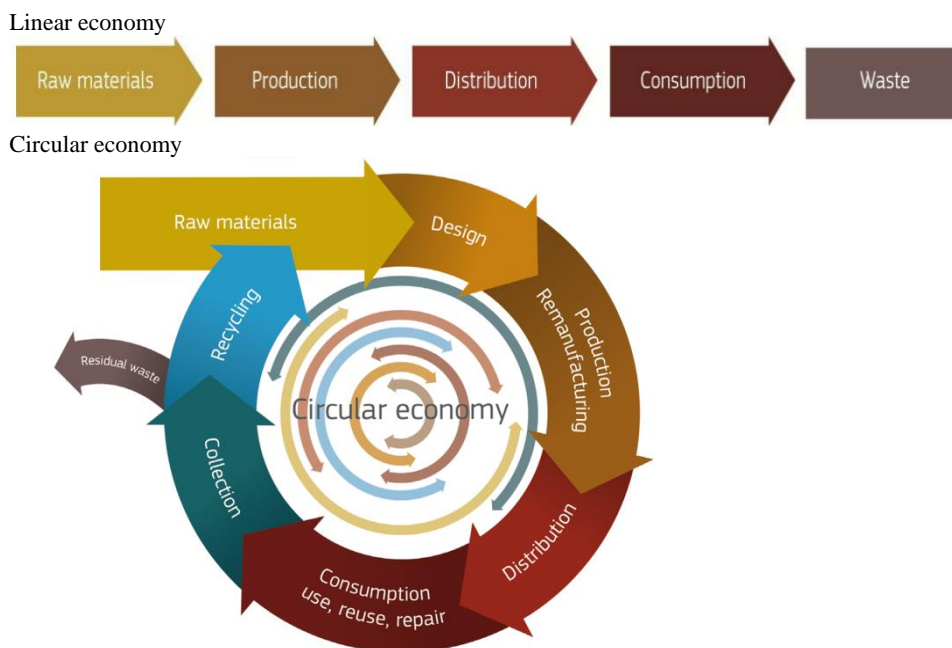 Linear economy
Raw materials
Production
Distribution
Consumption
Waste
Circular economy
Raw materials
Design
Production
Remanufacturing
Distribution
Consumption
use, reuse, repair
Collection
Recycling
Residual waste
Circular economy